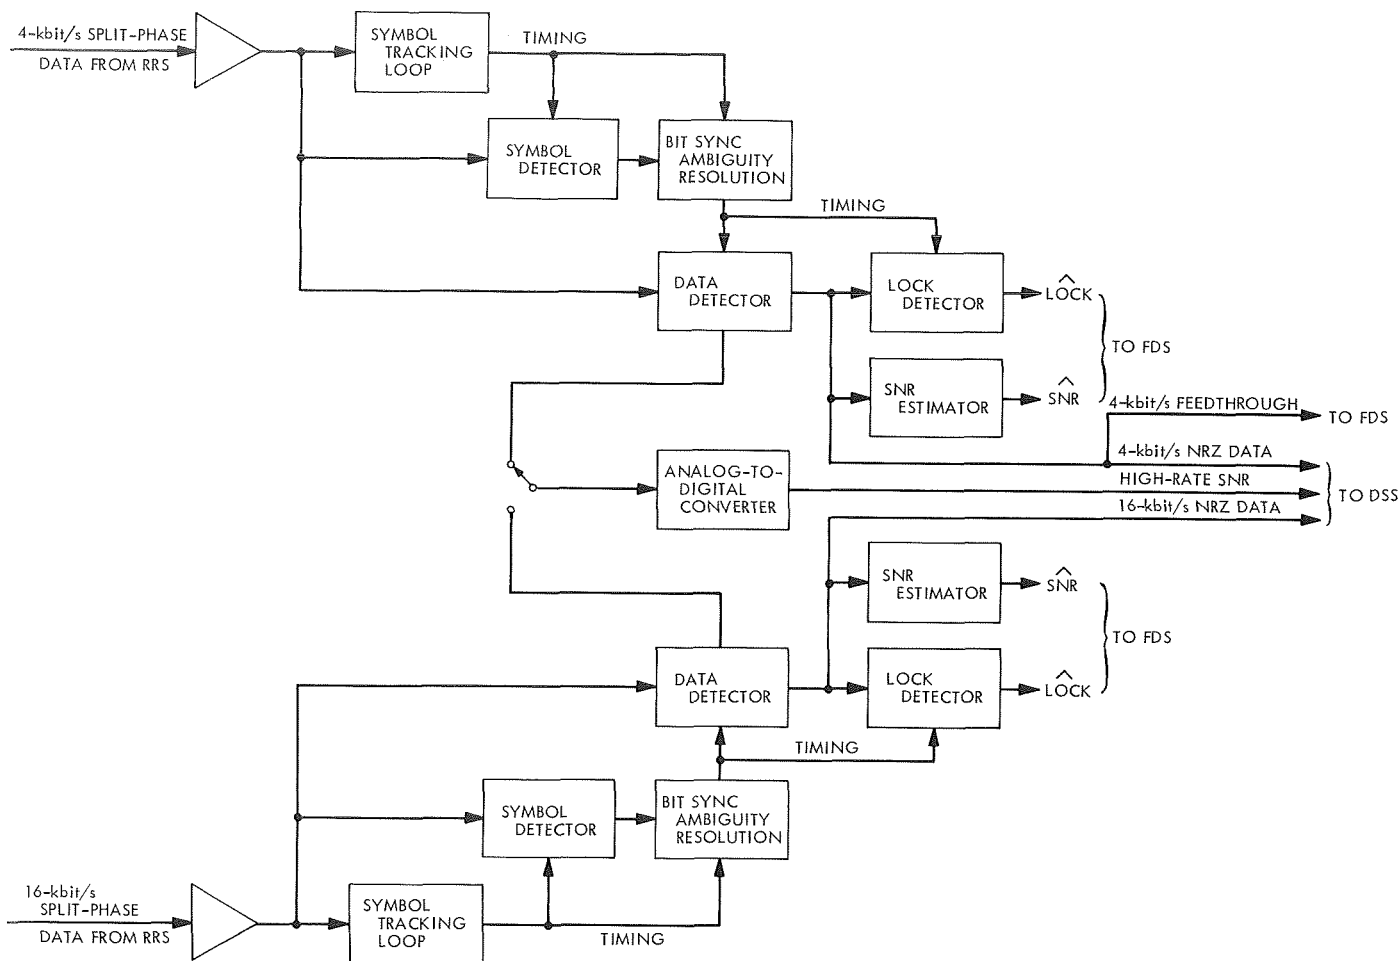 4-kbit/s SPLIT-PHASE
DATA FROM RRS
SYMBOL
TRACKING
LOOP
TIMING
SYMBOL
DETECTOR
BIT SYNC
AMBIGUITY
RESOLUTION
TIMING
DATA
DETECTOR
LOCK
DETECTOR
LOCK
TO FDS
SNR
ESTIMATOR
SNR
4-kbit/s FEEDTHROUGH
TO FDS
4-kbit/s NRZ DATA
ANALOG-TO-
DIGITAL
CONVERTER
HIGH-RATE SNR
TO DSS
16-kbit/s NRZ DATA
SNR
ESTIMATOR
SNR
TO FDS
DATA
DETECTOR
LOCK
DETECTOR
LOCK
TIMING
SYMBOL
DETECTOR
BIT SYNC
AMBIGUITY
RESOLUTION
16-kbit/s
SPLIT-PHASE
DATA FROM RRS
SYMBOL
TRACKING
LOOP
TIMING